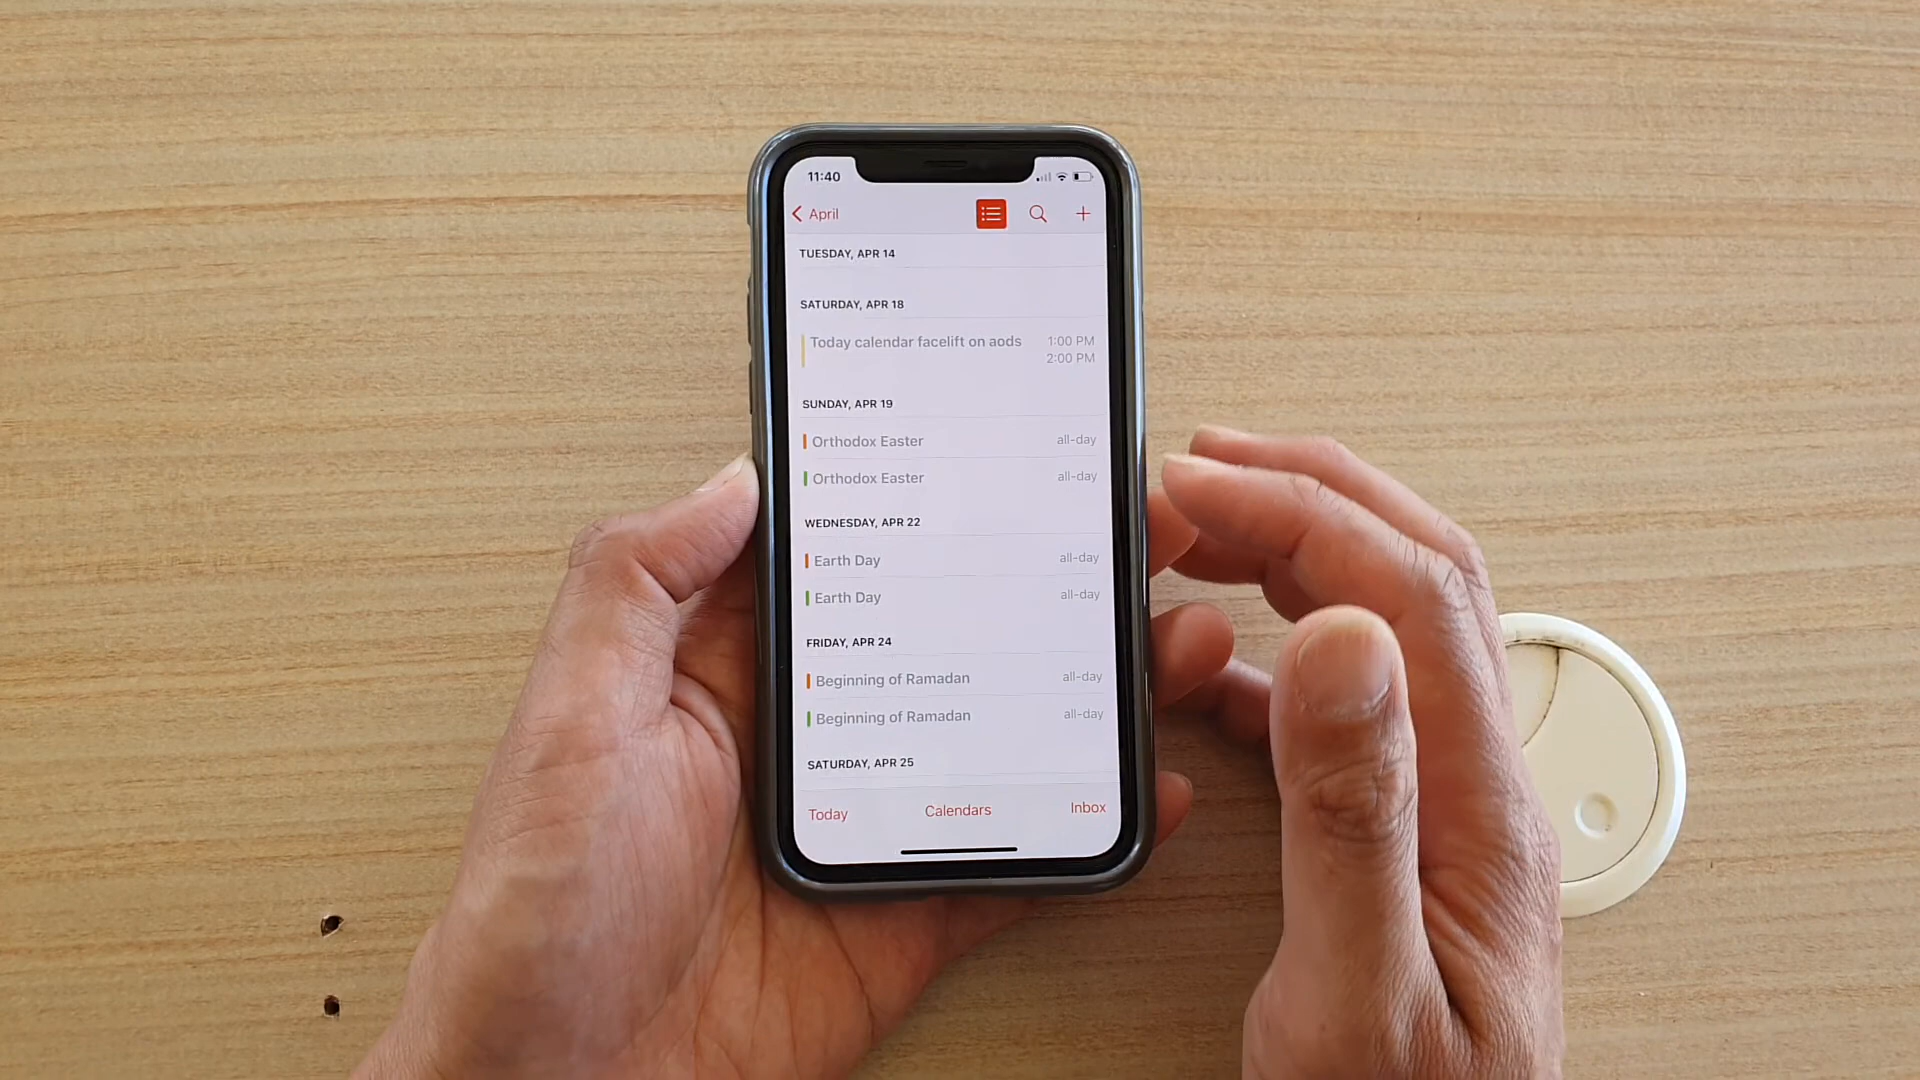 11:40
April
TUESDAY, APR 14
SATURDAY, APR 18
Today calendar facelift on aods 1:00 PM
2:00 PM
SUNDAY, APR 19
Orthodox Easter all-day
Orthodox Easter all-day
WEDNESDAY, APR 22
Earth Day all-day
Earth Day all-day
FRIDAY, APR 24
Beginning of Ramadan all-day
Beginning of Ramadan all-day
SATURDAY, APR 25
Today Calendars Inbox